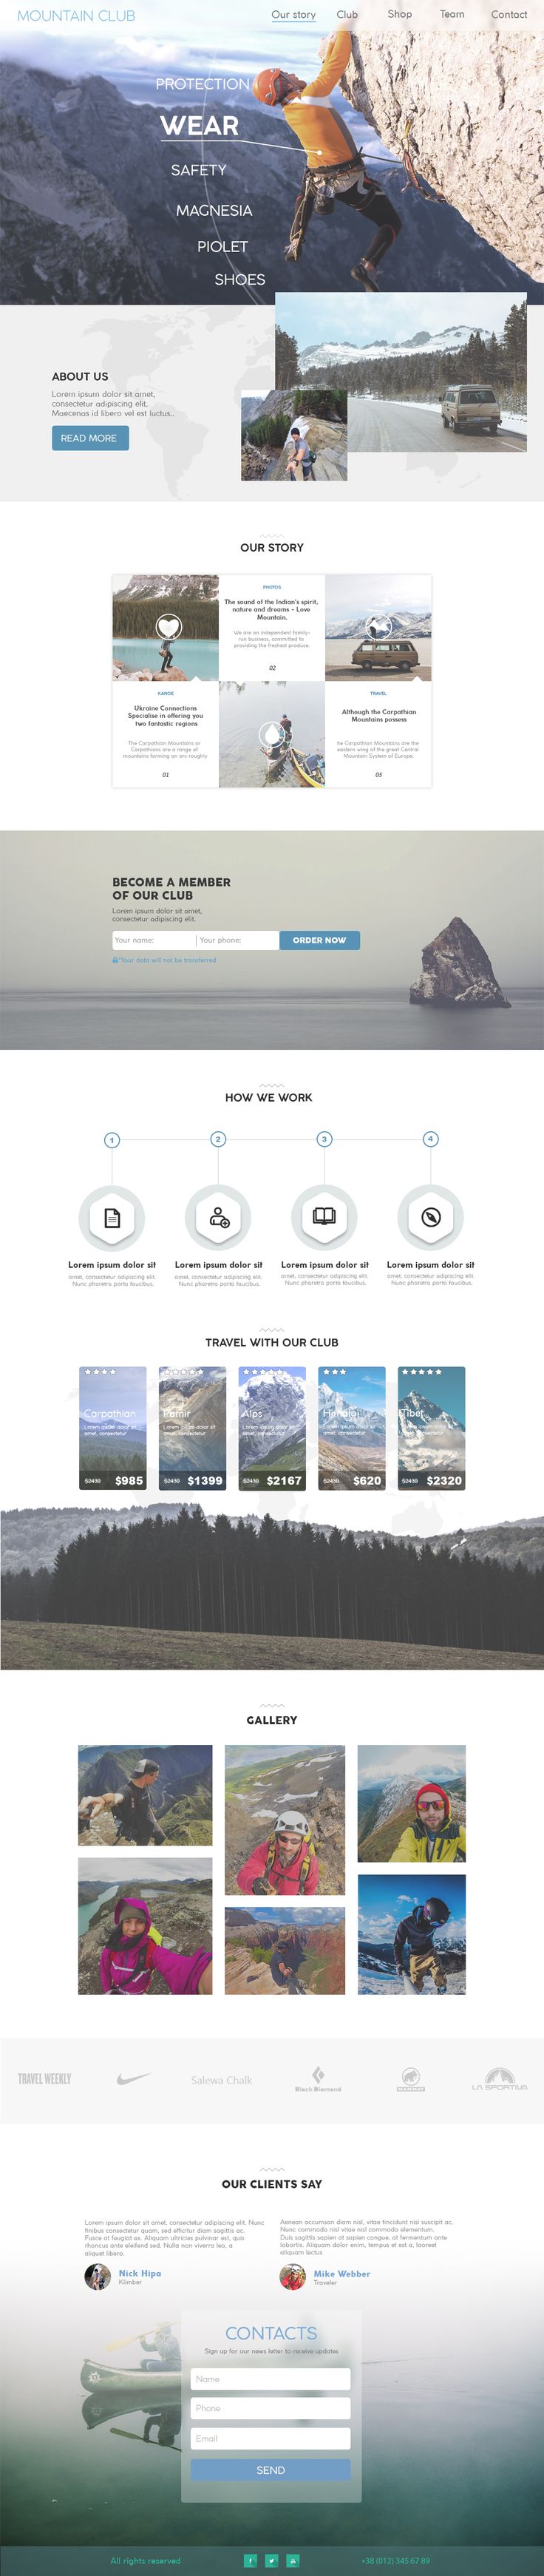 MOUNTAIN CLUB
Our story
Club
Shop
Team
Contact
PROTECTION
WEAR
SAFETY
MAGNESIA
PIOLET
SHOES
ABOUT US
Lorem ipsum dolor sit amet,
consectetur adipiscing elit.
Maecenas id libero vel est luctus..
READ MORE
OUR STORY
PHOTOS
The sound of the Indian's spirit,
nature and dreams - Love
Mountain.
We are an independent family-
run business, committed to
providing the freshest produce.
02
KANOE
Ukraine Connections
Specialise in offering you
two fantastic regions
The Carpathian Mountains or
Carpathians are a range of
mountains forming an arc roughly
01
TRAVEL
Although the Carpathian
Mountains possess
he Carpathian Mountains are the
eastern wing of the great Central
Mountain System of Europe.
03
BECOME A MEMBER
OF OUR CLUB
Lorem ipsum dolor sit amet,
consectetur adipiscing elit.
Your name:
Your phone:
ORDER NOW
*Your data will not be transferred
HOW WE WORK
1
2
3
4
Lorem ipsum dolor sit
amet, consectetur adipiscing elit.
Nunc pharetra porta faucibus.
Lorem ipsum dolor sit
amet, consectetur adipiscing elit.
Nunc pharetra porta faucibus.
Lorem ipsum dolor sit
amet, consectetur adipiscing elit.
Nunc pharetra porta faucibus.
Lorem ipsum dolor sit
amet, consectetur adipiscing elit.
Nunc pharetra porta faucibus.
TRAVEL WITH OUR CLUB
Carpathian
Lorem ipsum dolor sit
amet, consectetur
$2430 $985
Pamir
Lorem ipsum dolor sit
amet, consectetur
$2430 $1399
Alps
Lorem ipsum dolor sit
amet, consectetur
$2430 $2167
Lorem ipsum dolor sit
amet, consectetur
$2430 $620
Tibet
Lorem ipsum dolor sit
amet, consectetur
$2430 $2320
GALLERY
TRAVEL WEEKLY
Salewa Chalk
Black Diamond
MAMMUT
LA SPORTIVA
OUR CLIENTS SAY
Lorem ipsum dolor sit amet, consectetur adipiscing elit. Nunc
finibus consectetur quam, sed efficitur diam sagittis ac.
Fusce at feugiat ex. Aliquam ultricies pulvinar est, quis
rhoncus ante eleifend sed. Nulla non viverra leo, a
aliquet libero.
Nick Hipa
Klimber
Aenean accumsan diam nisl, vitae tincidunt nisi suscipit ac.
Nunc commodo nisl vitae nisl commodo elementum.
Duis sagittis sapien et sapien congue, at fermentum ante
lobortis. Aliquam dolor enim, tempus et est a, laoreet
aliquam lectus
Mike Webber
Traveler
CONTACTS
Sign up for our news letter to receive updates
Name
Phone
Email
SEND
All rights reserved
+38 (012) 345 67 89